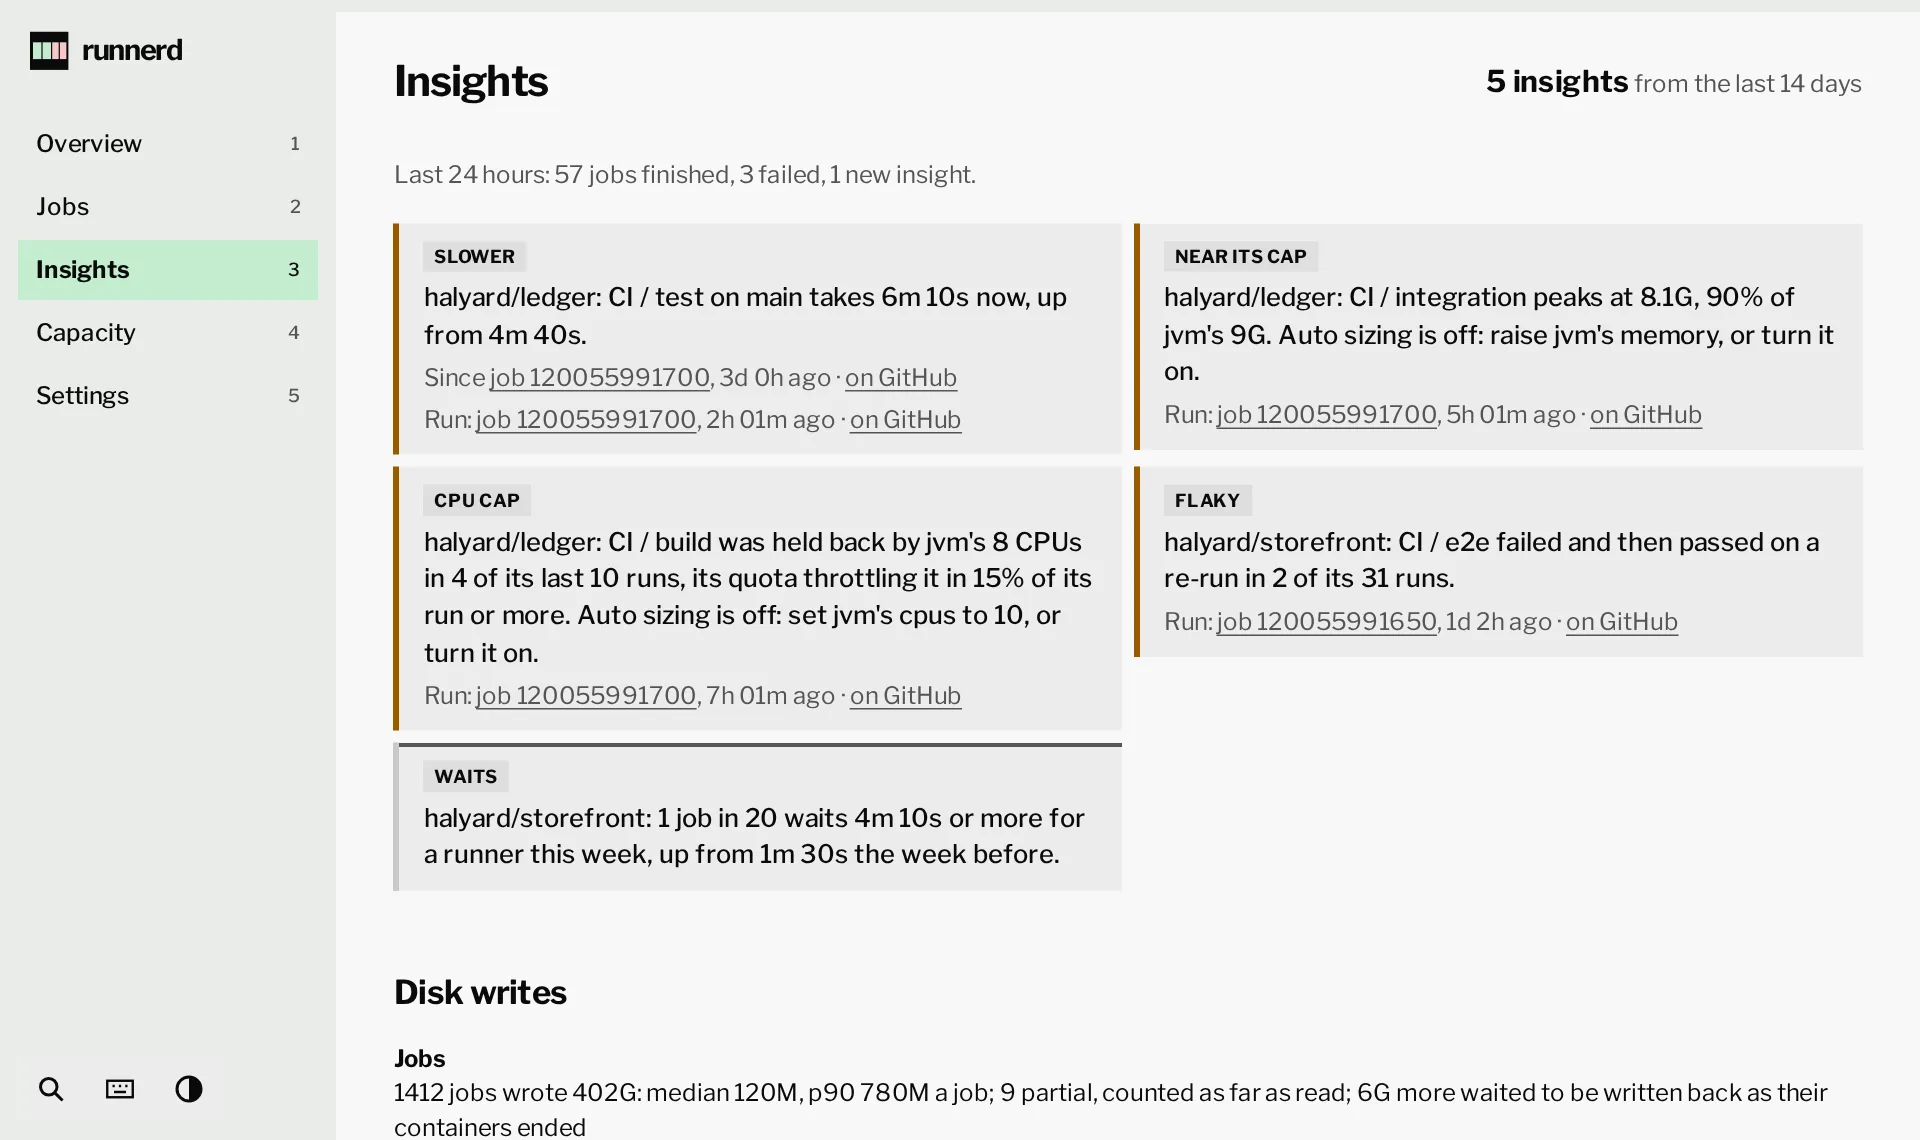 runnerd
Overview 1
Jobs 2
Insights 3
Capacity 4
Settings 5
Insights
5 insights from the last 14 days
Last 24 hours: 57 jobs finished, 3 failed, 1 new insight.
SLOWER
halyard/ledger: CI / test on main takes 6m 10s now, up
from 4m 40s.
Since job 120055991700, 3d 0h ago · on GitHub
Run: job 120055991700, 2h 01m ago · on GitHub
NEAR ITS CAP
halyard/ledger: CI / integration peaks at 8.1G, 90% of
jvm's 9G. Auto sizing is off: raise jvm's memory, or turn it
on.
Run: job 120055991700, 5h 01m ago · on GitHub
CPU CAP
halyard/ledger: CI / build was held back by jvm's 8 CPUs
in 4 of its last 10 runs, its quota throttling it in 15% of its
run or more. Auto sizing is off: set jvm's cpus to 10, or
turn it on.
Run: job 120055991700, 7h 01m ago · on GitHub
FLAKY
halyard/storefront: CI / e2e failed and then passed on a
re-run in 2 of its 31 runs.
Run: job 120055991650, 1d 2h ago · on GitHub
WAITS
halyard/storefront: 1 job in 20 waits 4m 10s or more for
a runner this week, up from 1m 30s the week before.
Disk writes
Jobs
1412 jobs wrote 402G: median 120M, p90 780M a job; 9 partial, counted as far as read; 6G more waited to be written back as their
containers ended